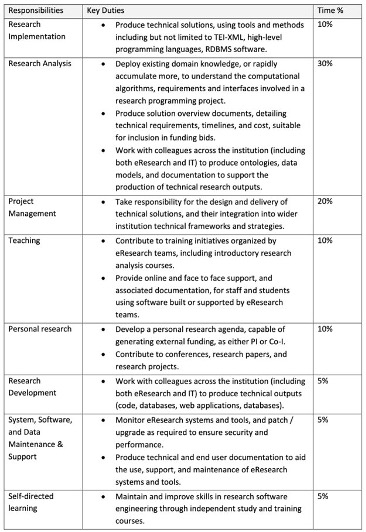 Responsibilities Key Duties Time %
Research Implementation
• Produce technical solutions, using tools and methods
including but not limited to TEI-XML, high-level
programming languages, RDBMS software.
10%
Research Analysis
• Deploy existing domain knowledge, or rapidly
accumulate more, to understand the computational
algorithms, requirements and interfaces involved in a
research programming project.
• Produce solution overview documents, detailing
technical requirements, timelines, and cost, suitable
for inclusion in funding bids.
• Work with colleagues across the institution (including
both eResearch and IT) to produce ontologies, data
models, and documentation to support the
production of technical research outputs.
30%
Project
Management
• Take responsibility for the design and delivery of
technical solutions, and their integration into wider
institution technical frameworks and strategies.
20%
Teaching
• Contribute to training initiatives organized by
eResearch teams, including introductory research
analysis courses.
• Provide online and face to face support, and
associated documentation, for staff and students
using software built or supported by eResearch
teams.
10%
Personal research
• Develop a personal research agenda, capable of
generating external funding, as either PI or Co-I.
• Contribute to conferences, research papers, and
research projects.
10%
Research
Development
• Work with colleagues across the institution (including
both eResearch and IT) to produce technical outputs
(code, databases, web applications, databases).
5%
System, Software,
and Data
Maintenance &
Support
• Monitor eResearch systems and tools, and patch /
upgrade as required to ensure security and
performance.
• Produce technical and end user documentation to aid
the use, support, and maintenance of eResearch
systems and tools.
5%
Self-directed
learning
• Maintain and improve skills in research software
engineering through independent study and training
courses.
5%